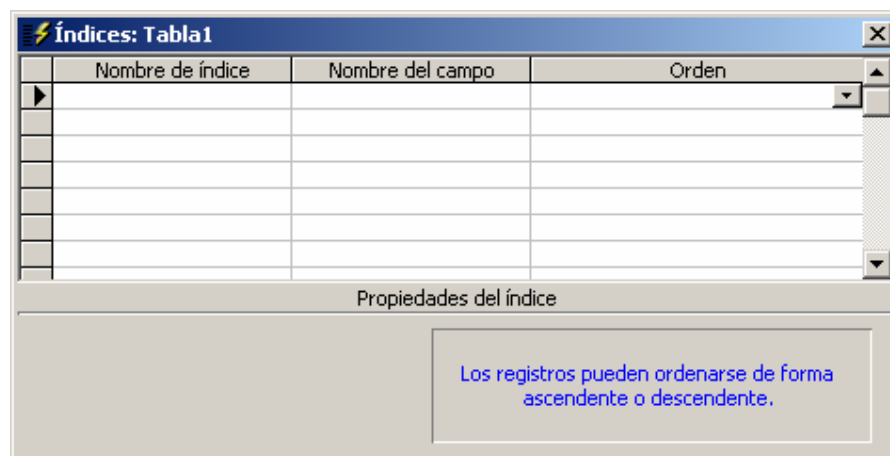 Índices: Tabla1
Nombre de índice Nombre del campo Orden
Propiedades del índice
Los registros pueden ordenarse de forma
ascendente o descendente.